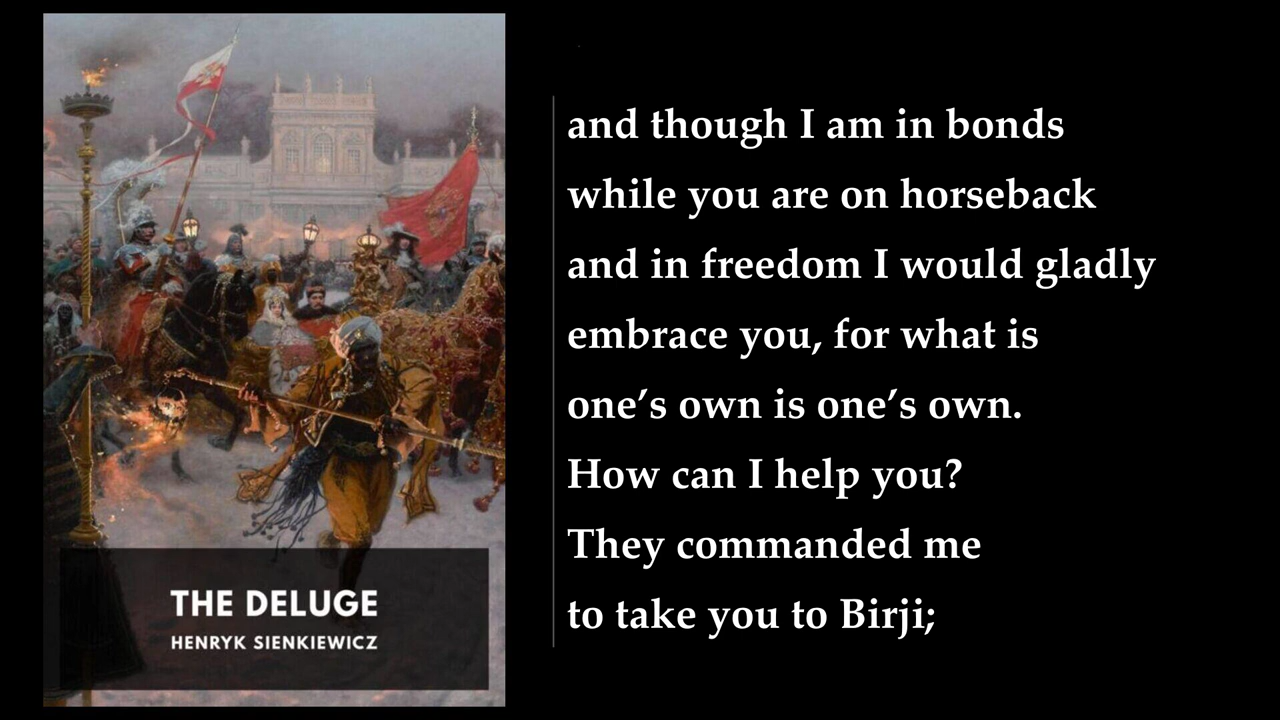 THE DELUGE
HENRYK SIENKIEWICZ
and though I am in bonds
while you are on horseback
and in freedom I would gladly
embrace you, for what is
one’s own is one’s own.
How can I help you?
They commanded me
to take you to Birji;